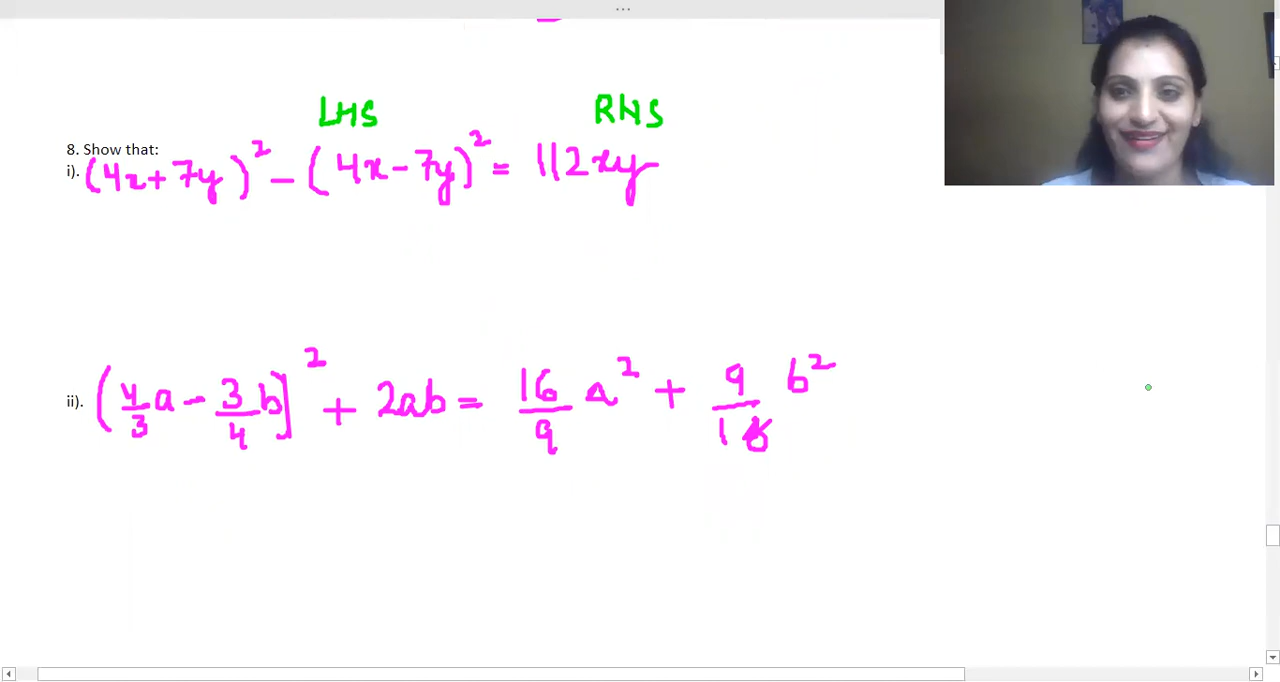 LHS RHS
8. Show that:
i). (4x + 7y)² - (4x - 7y)² = 112xy
ii). (4/3 a - 3/4 b]² + 2ab = 16/9 a² + 9/16 b²